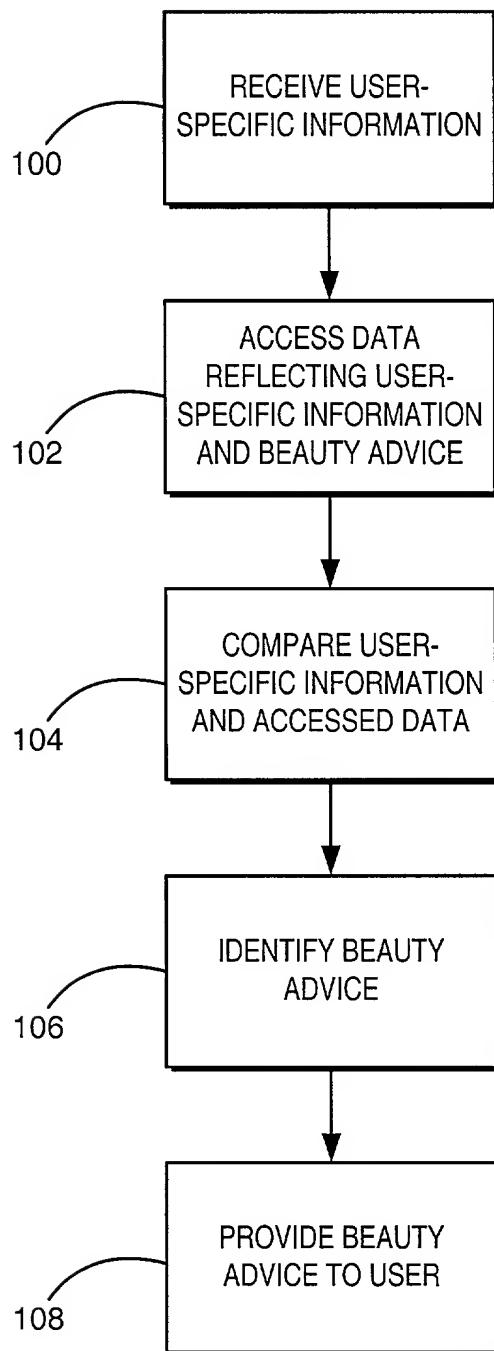 RECEIVE USER-
SPECIFIC INFORMATION
100
ACCESS DATA
REFLECTING USER-
SPECIFIC INFORMATION
AND BEAUTY ADVICE
102
COMPARE USER-
SPECIFIC INFORMATION
AND ACCESSED DATA
104
IDENTIFY BEAUTY
ADVICE
106
PROVIDE BEAUTY
ADVICE TO USER
108